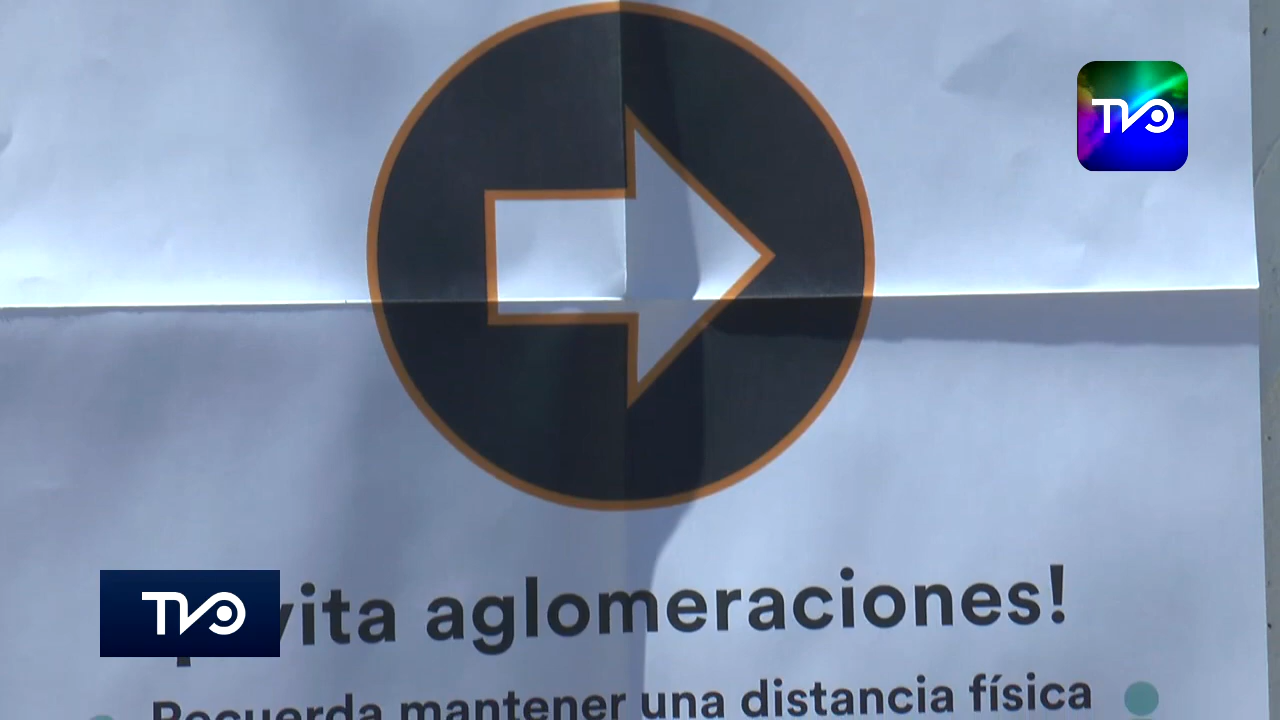 TVO
TVO
vita aglomeraciones!
Recuerda mantener una distancia física